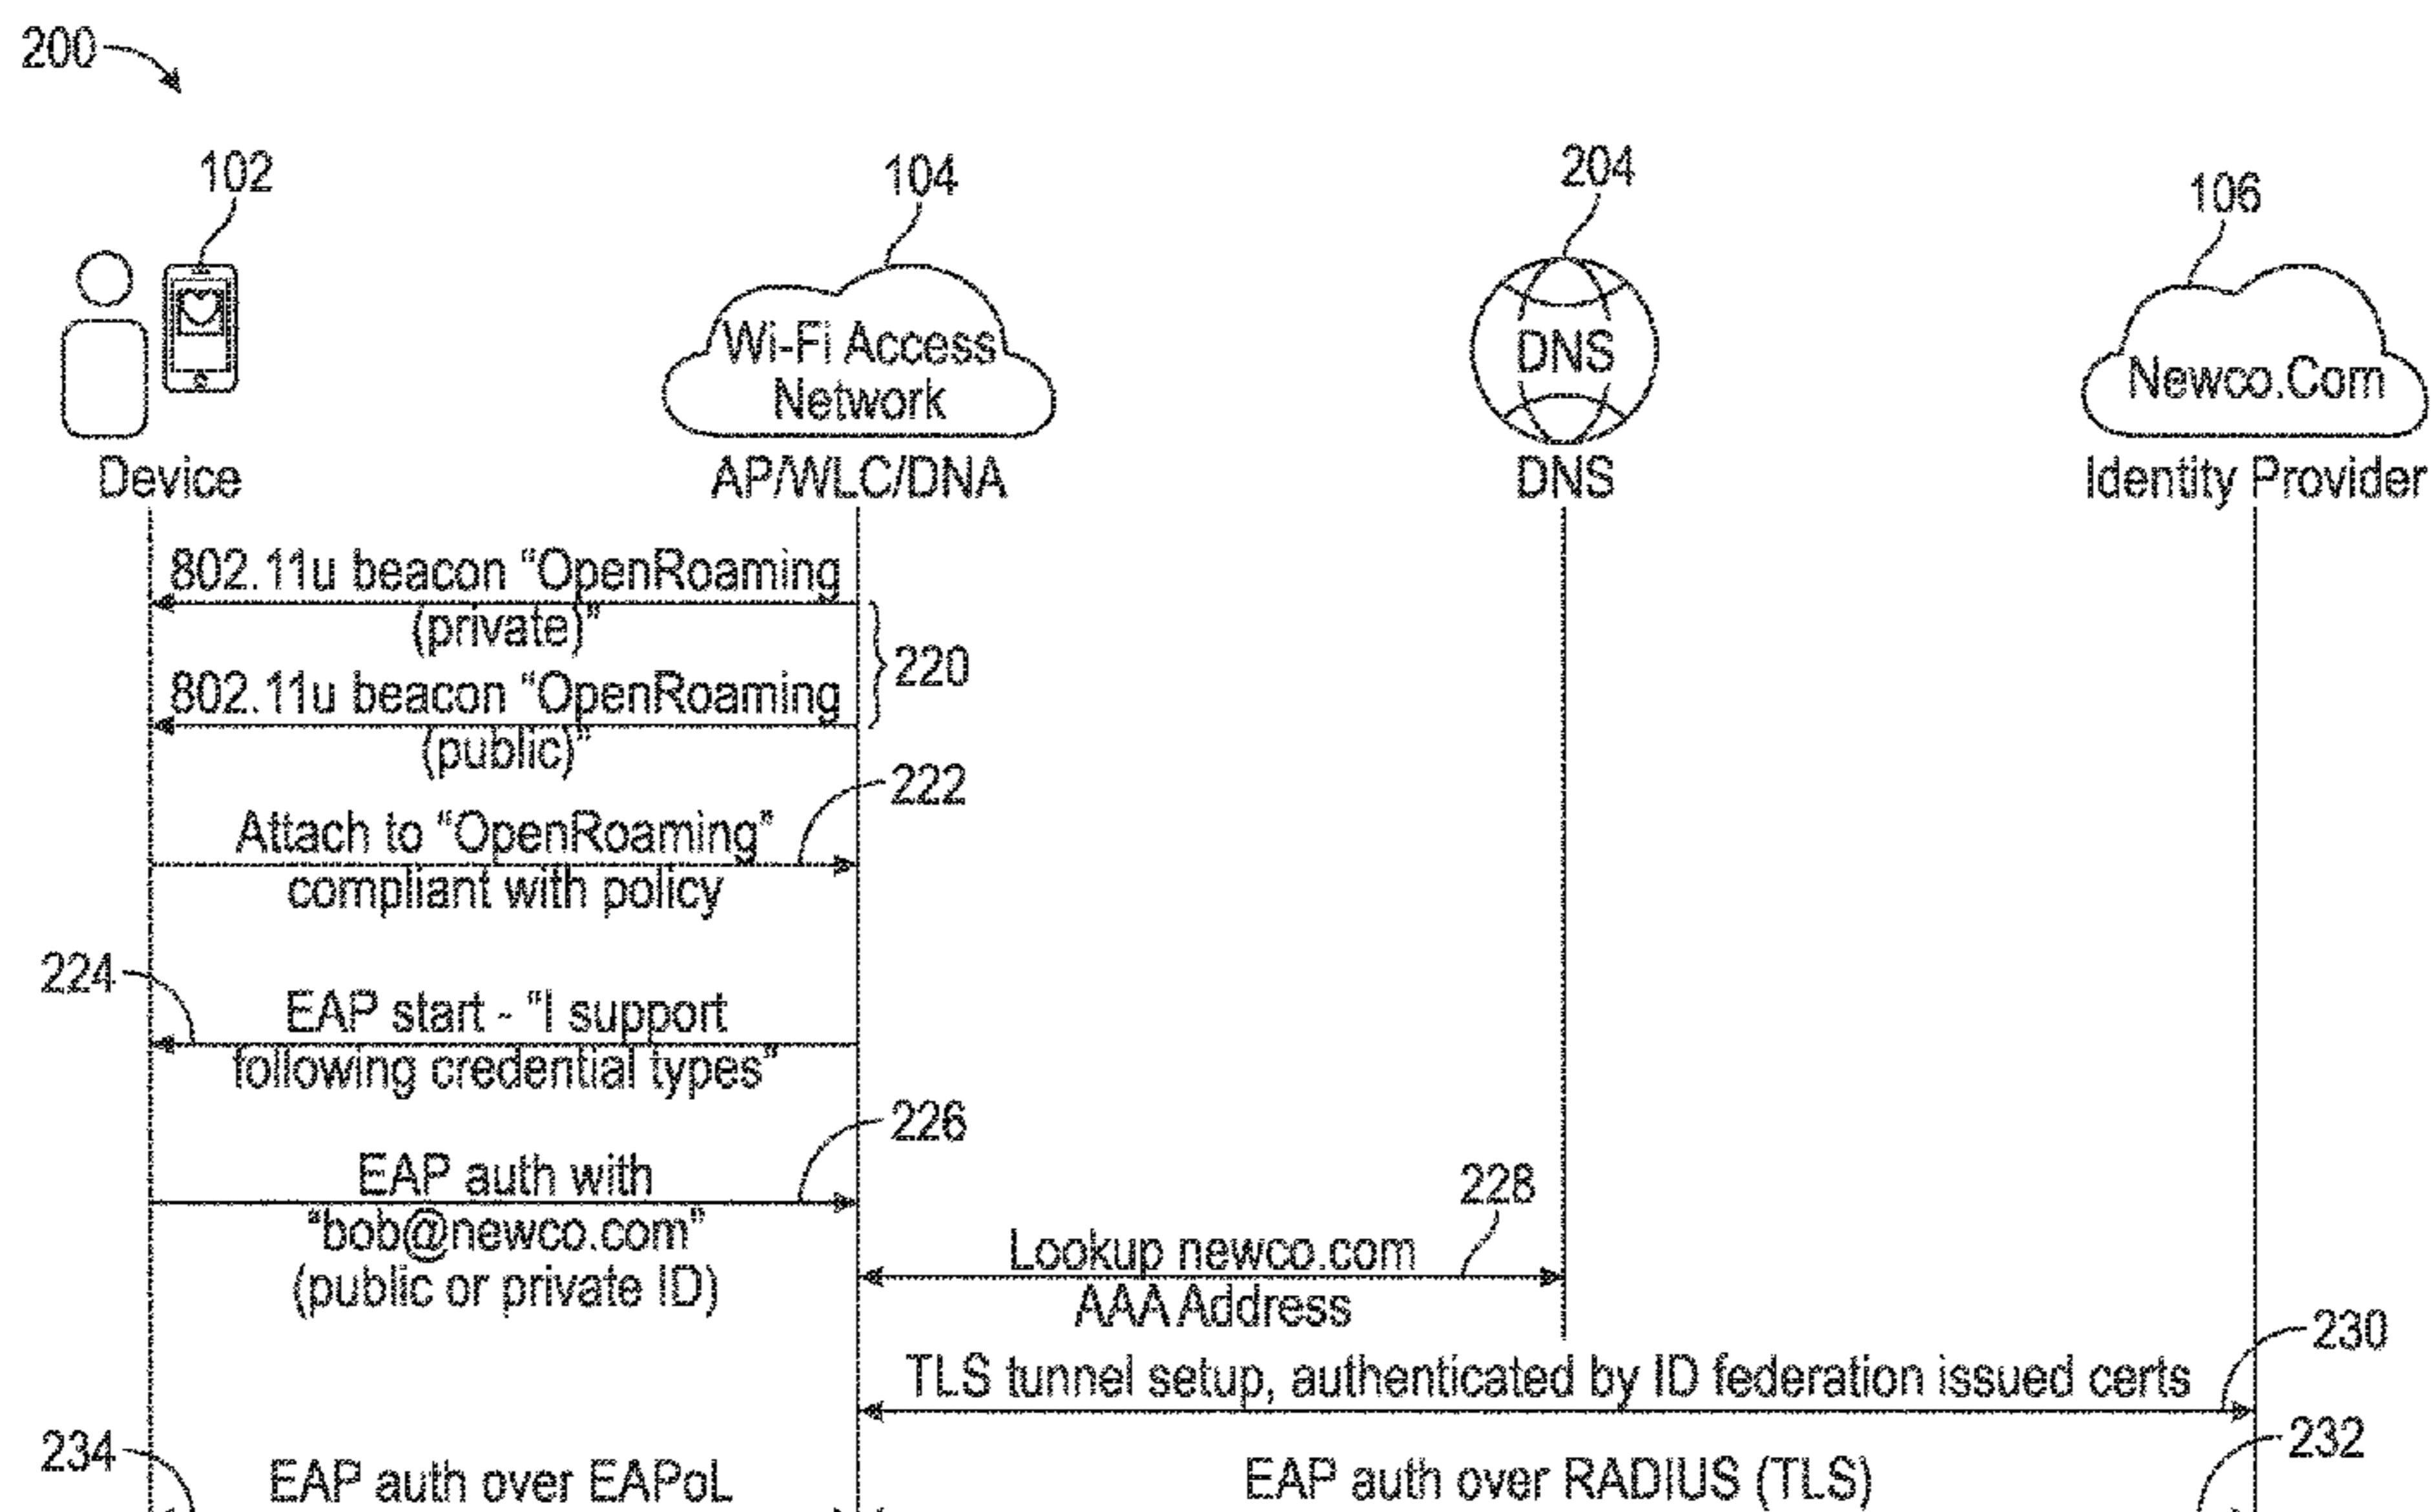 200
102
104
204
106
Wi-Fi Access
Network
DNS
Newco.Com
Device
AP/WLC/DNA
DNS
Identity Provider
802.11u beacon “OpenRoaming
(private)”
220
802.11u beacon “OpenRoaming
(public)”
222
Attach to “OpenRoaming”
compliant with policy
224
EAP start - “I support
following credential types”
226
EAP auth with
“bob@newco.com”
(public or private ID)
228
Lookup newco.com
AAA Address
230
TLS tunnel setup, authenticated by ID federation issued certs
232
234
EAP auth over EAPoL
EAP auth over RADIUS (TLS)